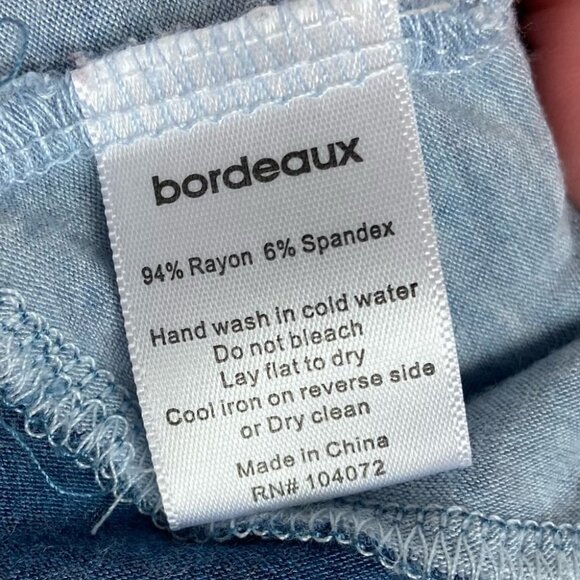 bordeaux
94% Rayon 6% Spandex
Hand wash in cold water
Do not bleach
Lay flat to dry
Cool iron on reverse side
or Dry clean
Made in China
RN# 104072